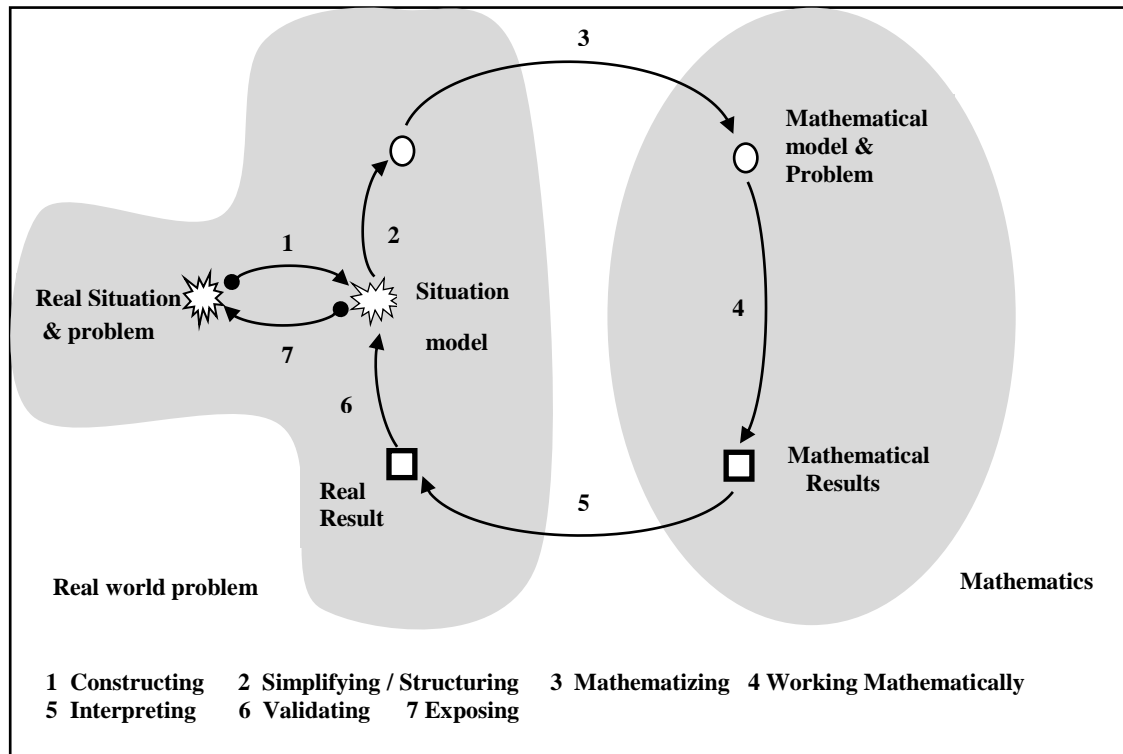 3
Mathematical
model &
Problem
1
2
Real Situation
& problem
Situation
model
4
7
6
Mathematical
Results
Real
Result
5
Real world problem
Mathematics
1 Constructing 2 Simplifying / Structuring 3 Mathematizing 4 Working Mathematically
5 Interpreting 6 Validating 7 Exposing